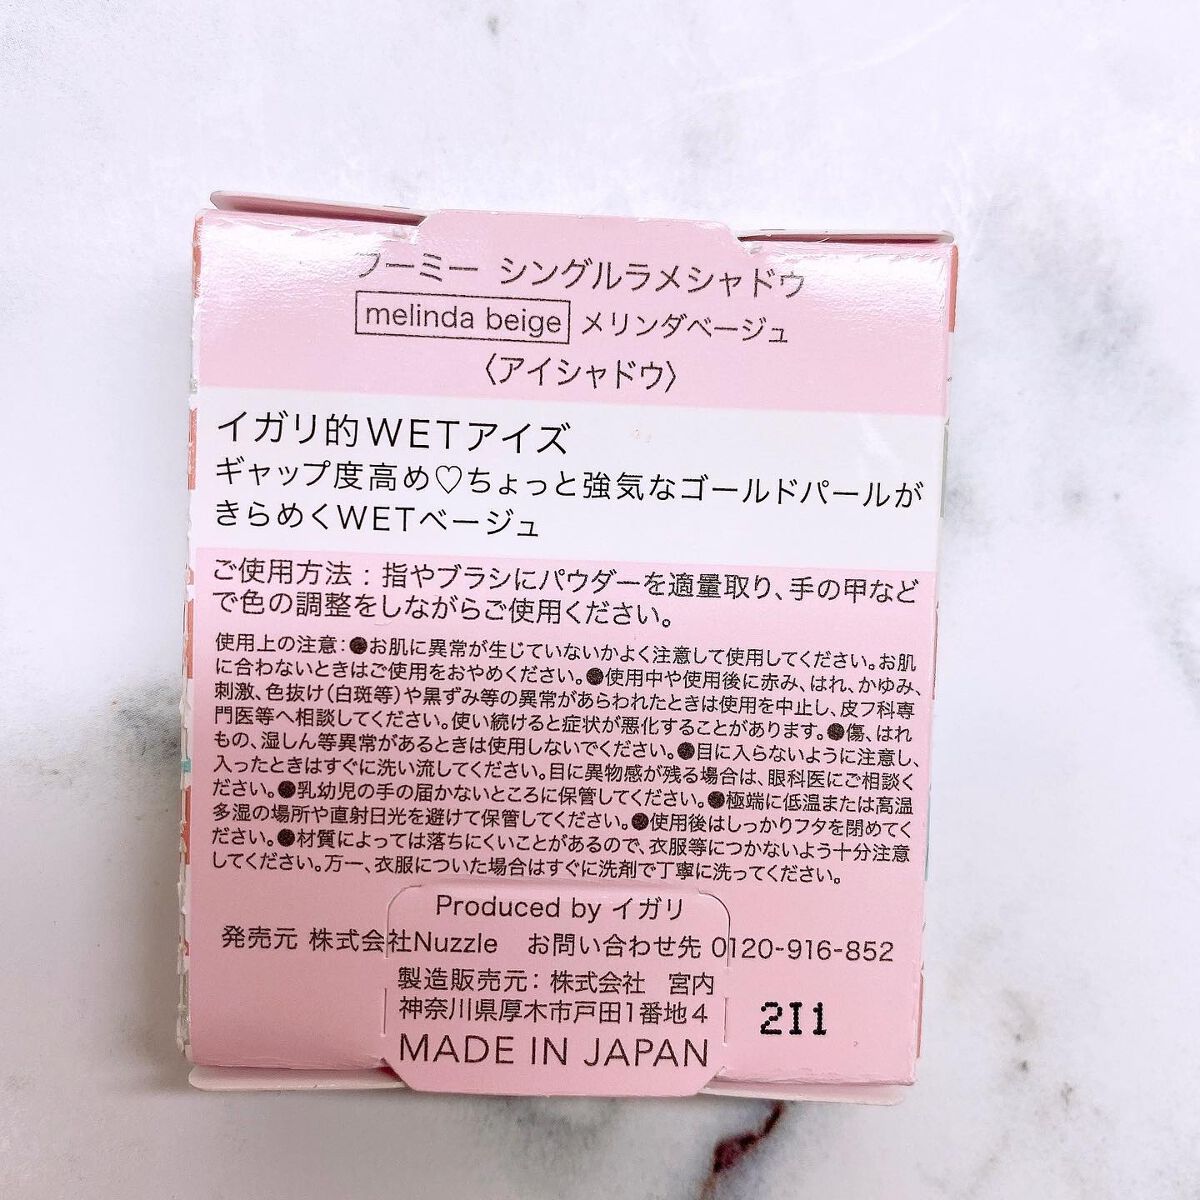 フーミー シングルラメシャドウ
melinda beige メリンダベージュ
〈アイシャドウ〉
イガリ的WETアイズ
ギャップ度高め♡ちょっと強気なゴールドパールが
きらめくWETベージュ
ご使用方法：指やブラシにパウダーを適量取り、手の甲など
で色の調整をしながらご使用ください。
使用上の注意：●お肌に異常が生じていないかよく注意して使用してください。お肌
に合わないときはご使用をおやめください。●使用中や使用後に赤み、はれ、かゆみ、
刺激、色抜け（白斑等）や黒ずみ等の異常があらわれたときは使用を中止し、皮フ科専
門医等へ相談してください。使い続けると症状が悪化することがあります。●傷、はれ
もの、湿しん等異常があるときは使用しないでください。●目に入らないように注意し、
入ったときはすぐに洗い流してください。目に異物感が残る場合は、眼科医にご相談く
ださい。●乳幼児の手の届かないところに保管してください。●極端に低温または高温
多湿の場所や直射日光を避けて保管してください。●使用後はしっかりフタを閉めてく
ださい。●材質によっては落ちにくいことがあるので、衣服等につかないよう十分注意
してください。万一、衣服についた場合はすぐに洗剤で丁寧に洗ってください。
Produced by イガリ
発売元 株式会社Nuzzle お問い合わせ先 0120-916-852
製造販売元：株式会社 宮内
神奈川県厚木市戸田1番地4
2I1
MADE IN JAPAN